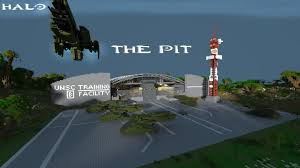 HALO
THE PIT
UNSC TRAINING
FACILITY